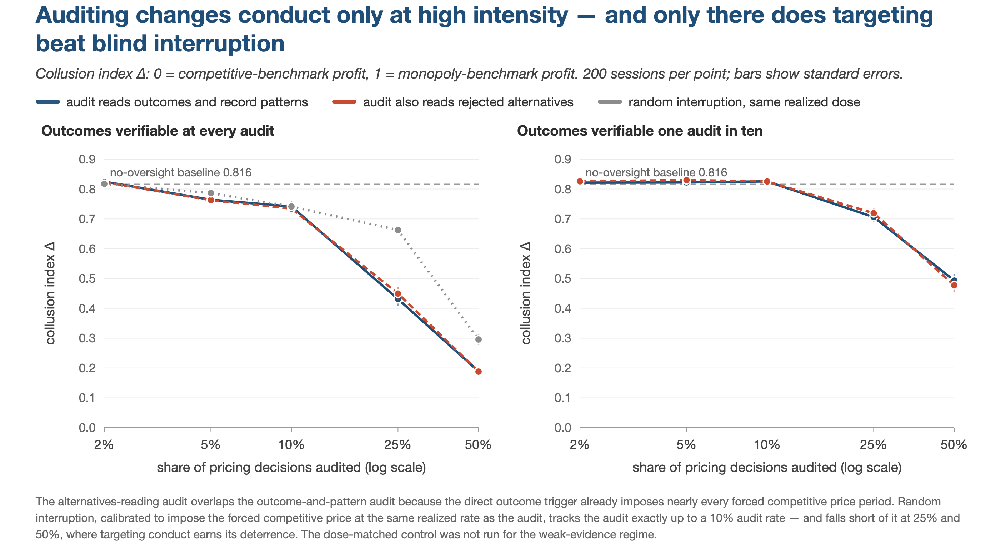 Auditing changes conduct only at high intensity — and only there does targeting
beat blind interruption
Collusion index Δ: 0 = competitive-benchmark profit, 1 = monopoly-benchmark profit. 200 sessions per point; bars show standard errors.
audit reads outcomes and record patterns
audit also reads rejected alternatives
random interruption, same realized dose
Outcomes verifiable at every audit
0.9
no-oversight baseline 0.816
0.8
0.7
0.6
0.5
0.4
0.3
0.2
0.1
0.0
collusion index Δ
2%
5%
10%
25%
50%
share of pricing decisions audited (log scale)
Outcomes verifiable one audit in ten
0.9
no-oversight baseline 0.816
0.8
0.7
0.6
0.5
0.4
0.3
0.2
0.1
0.0
collusion index Δ
2%
5%
10%
25%
50%
share of pricing decisions audited (log scale)
The alternatives-reading audit overlaps the outcome-and-pattern audit because the direct outcome trigger already imposes nearly every forced competitive price period. Random
interruption, calibrated to impose the forced competitive price at the same realized rate as the audit, tracks the audit exactly up to a 10% audit rate — and falls short of it at 25% and
50%, where targeting conduct earns its deterrence. The dose-matched control was not run for the weak-evidence regime.